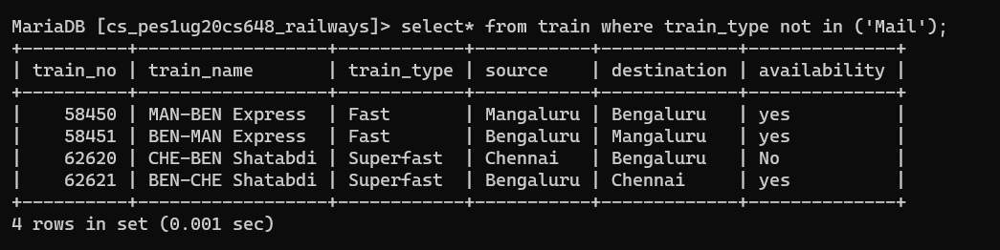 MariaDB [cs_pes1ug20cs648_railways]> select* from train where train_type not in ('Mail');
+----------+-----------------+------------+-----------+-------------+--------------+
| train_no | train_name      | train_type | source    | destination | availability |
+----------+-----------------+------------+-----------+-------------+--------------+
|    58450 | MAN-BEN Express | Fast       | Mangaluru | Bengaluru   | yes          |
|    58451 | BEN-MAN Express | Fast       | Bengaluru | Mangaluru   | yes          |
|    62620 | CHE-BEN Shatabdi | Superfast  | Chennai   | Bengaluru   | No           |
|    62621 | BEN-CHE Shatabdi | Superfast  | Bengaluru | Chennai     | yes          |
+----------+-----------------+------------+-----------+-------------+--------------+
4 rows in set (0.001 sec)